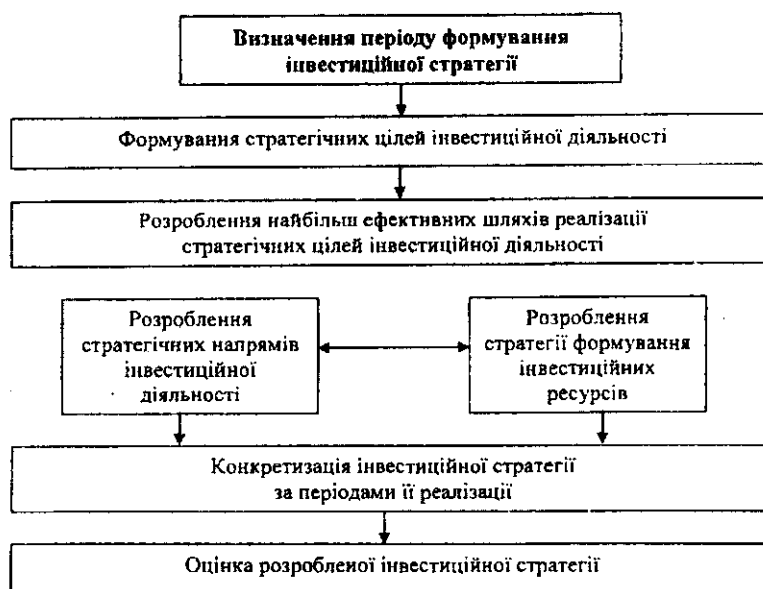 Визначення періоду формування
інвестиційної стратегії
Формування стратегічних цілей інвестиційної діяльності
Розроблення найбільш ефективних шляхів реалізації
стратегічних цілей інвестиційної діяльності
Розроблення
стратегічних напрямів
інвестиційної
діяльності
Розроблення
стратегії формування
інвестиційних
ресурсів
Конкретизація інвестиційної стратегії
за періодами її реалізації
Оцінка розробленої інвестиційної стратегії